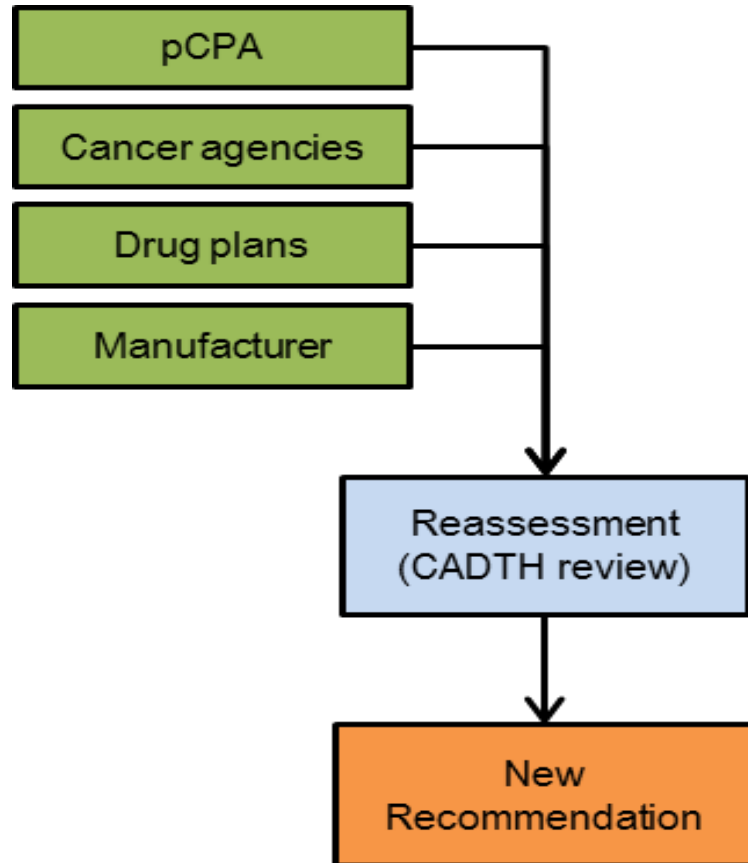 pCPA
Cancer agencies
Drug plans
Manufacturer
Reassessment
(CADTH review)
New
Recommendation